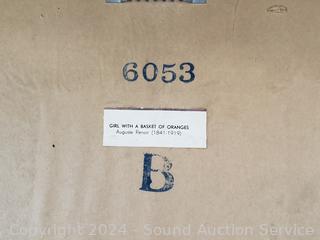 6053
GIRL WITH A BASKET OF ORANGES
Auguste Renoir (1841-1919)
B
Copyright 2024 - Sound Auction Service